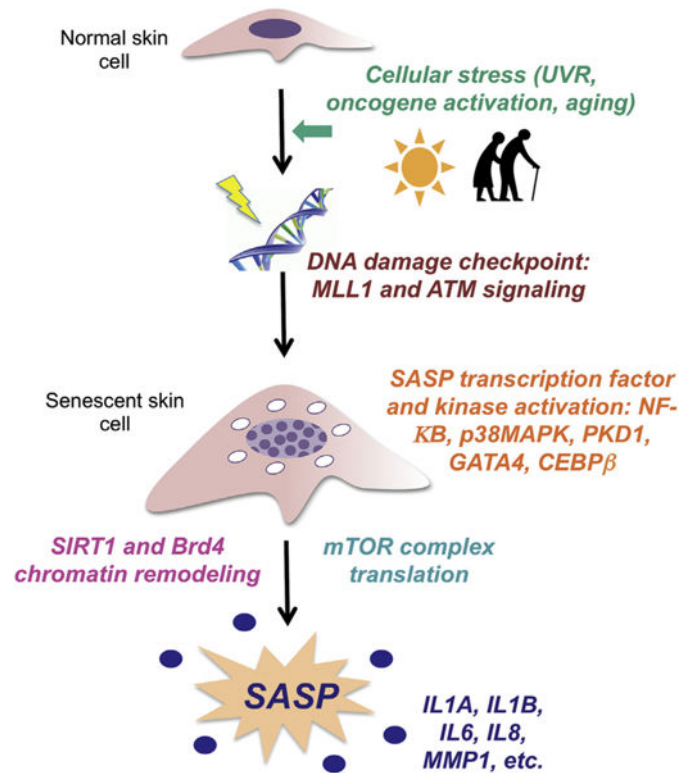 Normal skin
cell
Cellular stress (UVR,
oncogene activation, aging)
DNA damage checkpoint:
MLL1 and ATM signaling
Senescent skin
cell
SASP transcription factor
and kinase activation: NF-
KB, p38MAPK, PKD1,
GATA4, CEBPβ
SIRT1 and Brd4
chromatin remodeling
mTOR complex
translation
SASP
IL1A, IL1B,
IL6, IL8,
MMP1, etc.